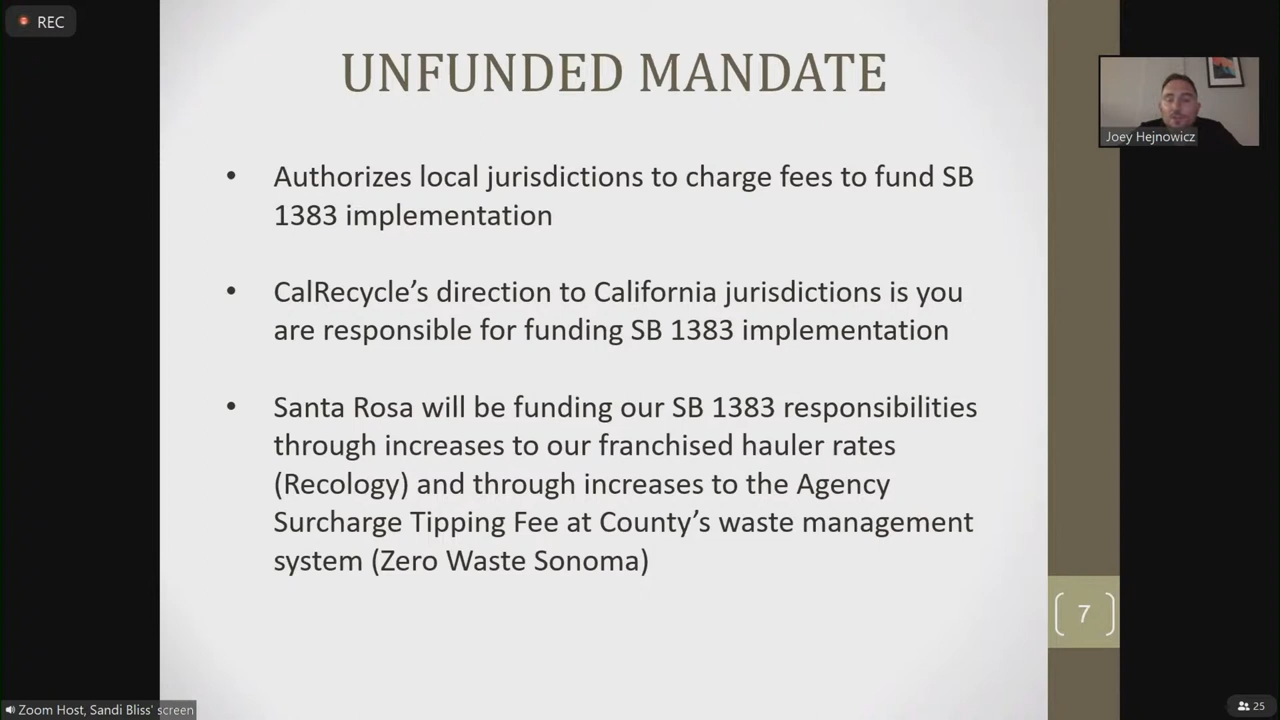 REC
UNFUNDED MANDATE
• Authorizes local jurisdictions to charge fees to fund SB
1383 implementation
• CalRecycle’s direction to California jurisdictions is you
are responsible for funding SB 1383 implementation
• Santa Rosa will be funding our SB 1383 responsibilities
through increases to our franchised hauler rates
(Recology) and through increases to the Agency
Surcharge Tipping Fee at County’s waste management
system (Zero Waste Sonoma)
7
Joey Hejnowicz
Zoom Host, Sandi Bliss' screen
25